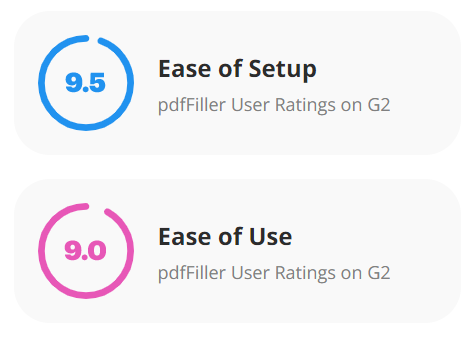 9.5
Ease of Setup
pdfFiller User Ratings on G2
9.0
Ease of Use
pdfFiller User Ratings on G2